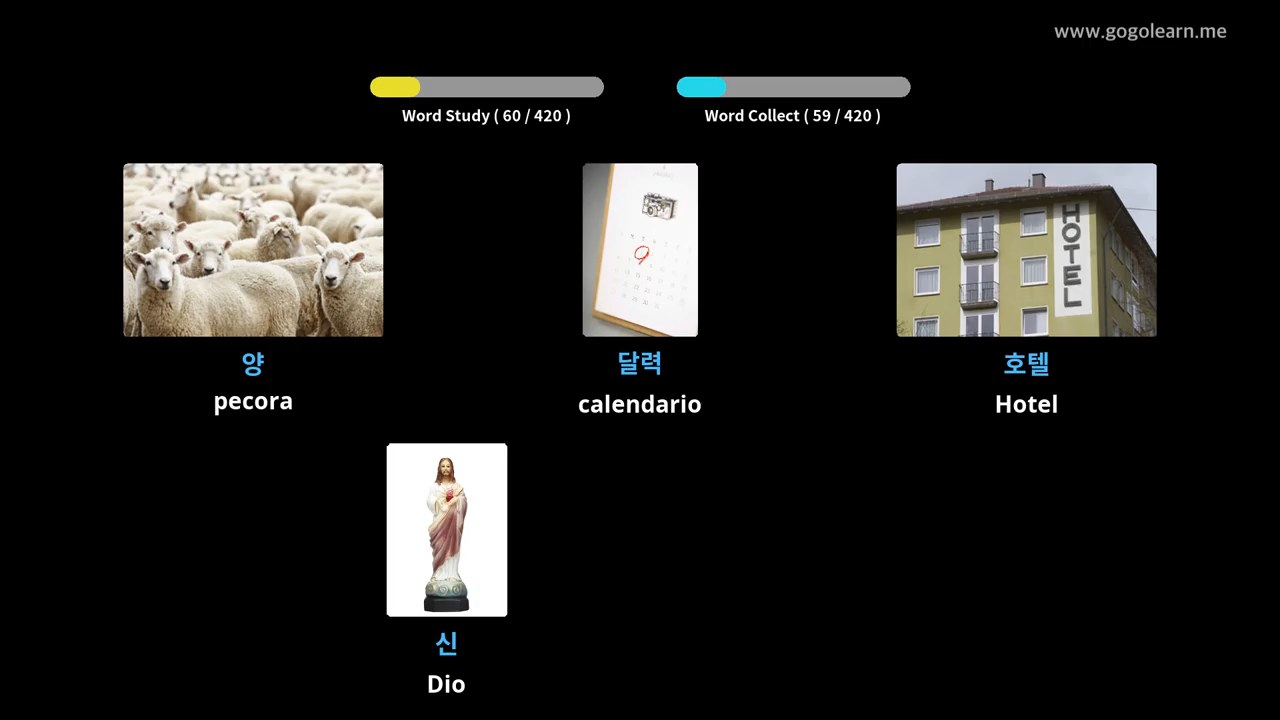 www.gogolearn.me
Word Study ( 60 / 420 )
Word Collect ( 59 / 420 )
HOTEL
양
달력
호텔
pecora
calendario
Hotel
신
Dio